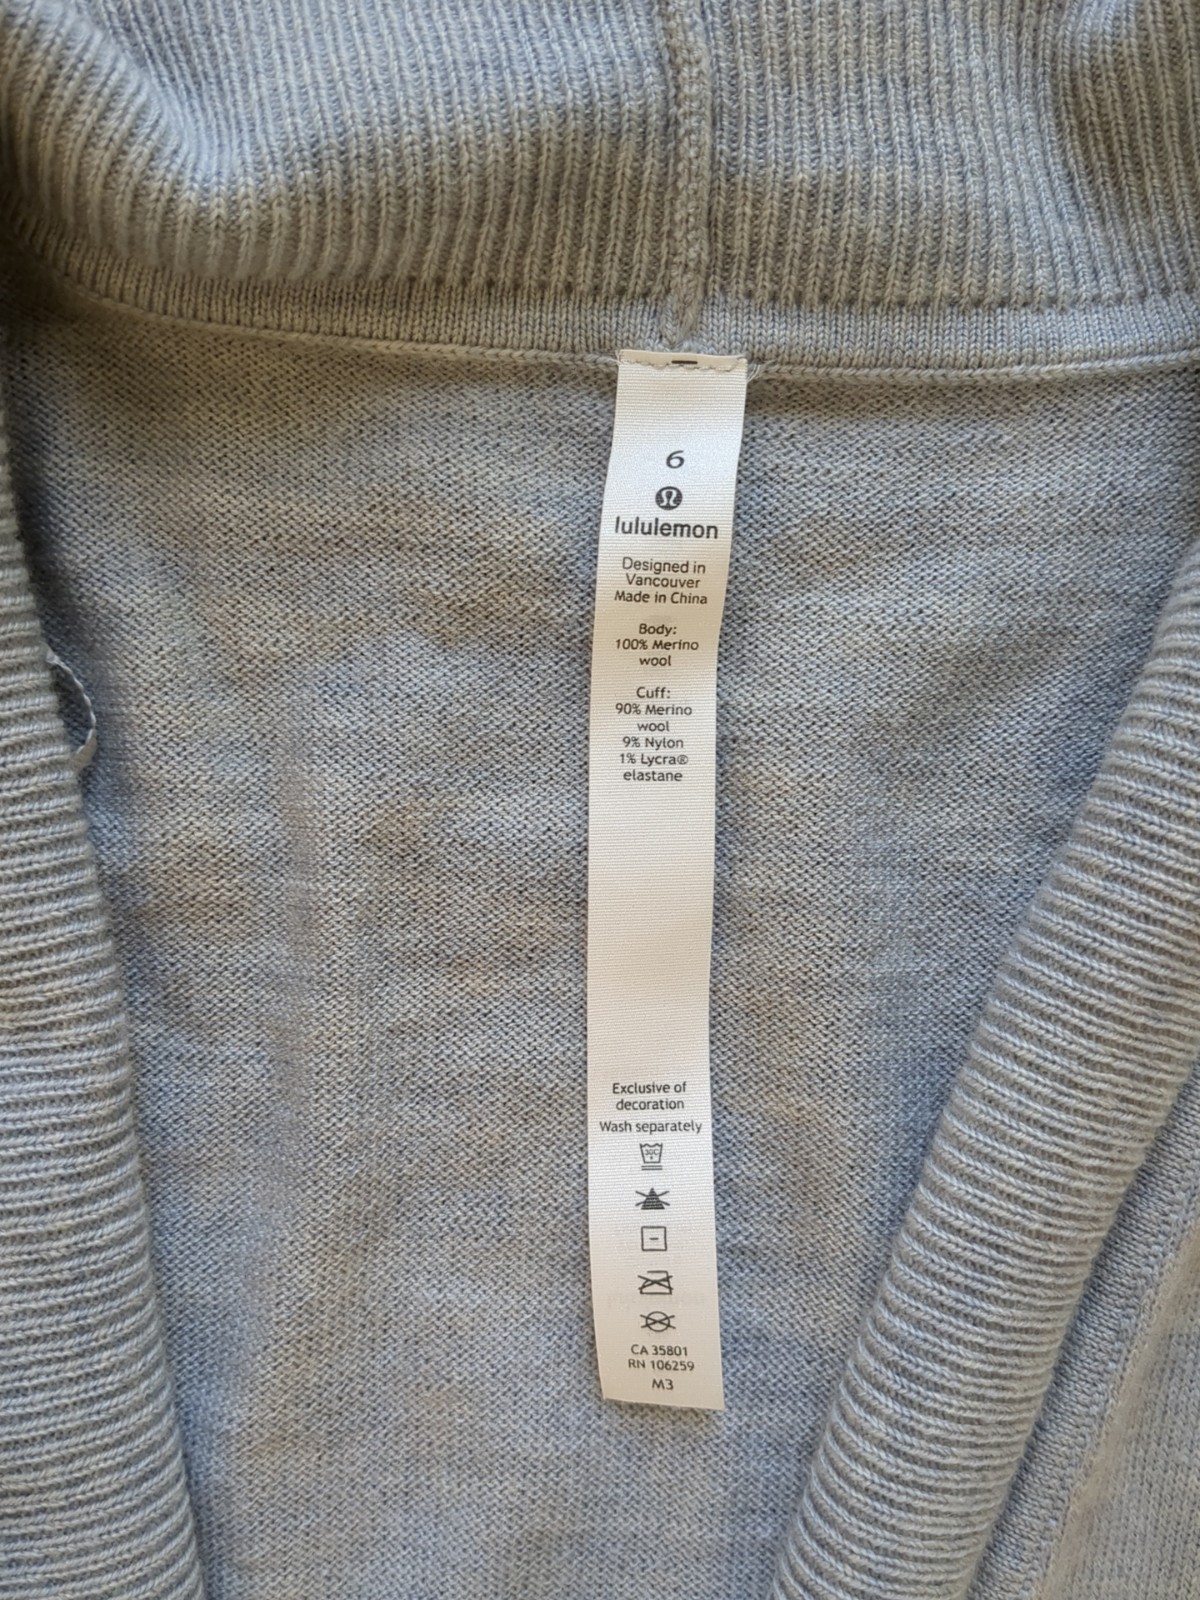 6
lululemon
Designed in
Vancouver
Made in China
Body:
100% Merino
wool
Cuff:
90% Merino
wool
9% Nylon
1% Lycra®
elastane
Exclusive of
decoration
Wash separately
30C
CA 35801
RN 106259
M3